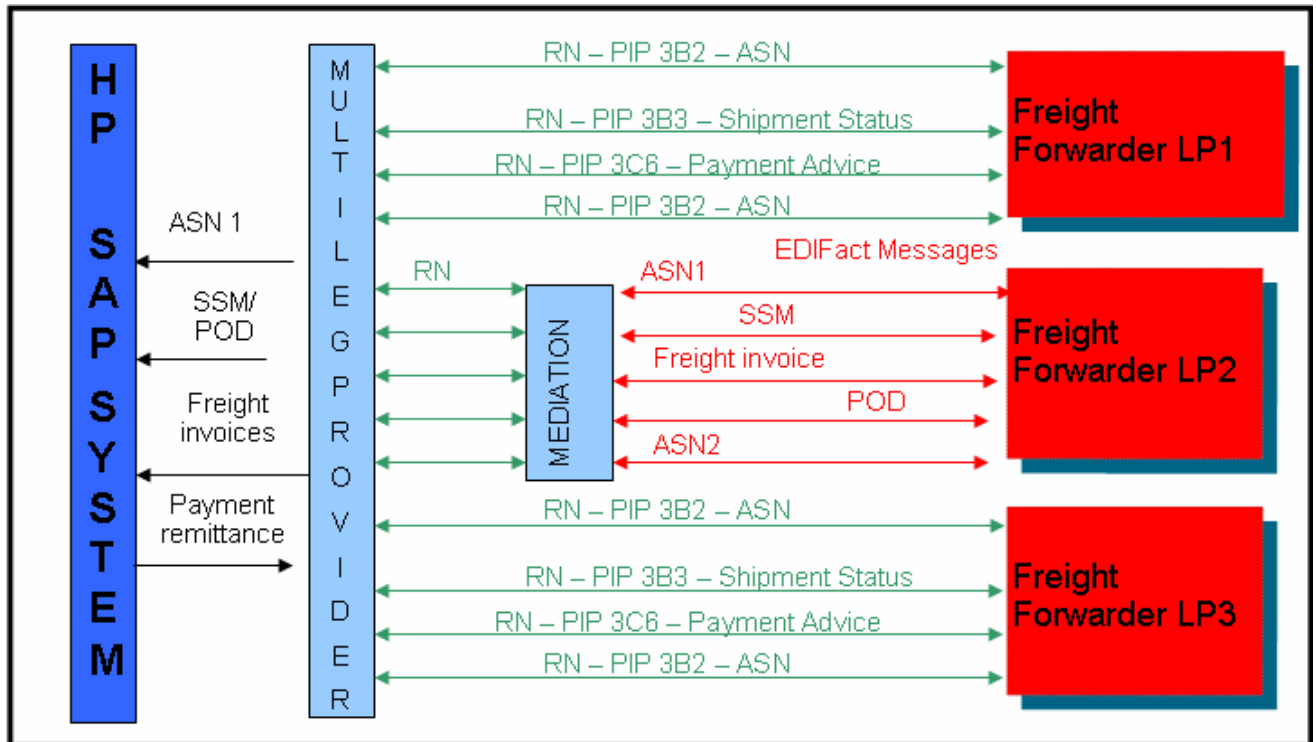 HP SAP SYSTEM
ASN 1
SSM/
POD
Freight
invoices
Payment
remittance
MULTILEGPROVIDER
RN – PIP 3B2 – ASN
RN – PIP 3B3 – Shipment Status
RN – PIP 3C6 – Payment Advice
RN – PIP 3B2 – ASN
Freight
Forwarder LP1
RN
MEDIATION
EDIFact Messages
ASN1
SSM
Freight invoice
POD
ASN2
Freight
Forwarder LP2
RN – PIP 3B2 – ASN
RN – PIP 3B3 – Shipment Status
RN – PIP 3C6 – Payment Advice
RN – PIP 3B2 – ASN
Freight
Forwarder LP3